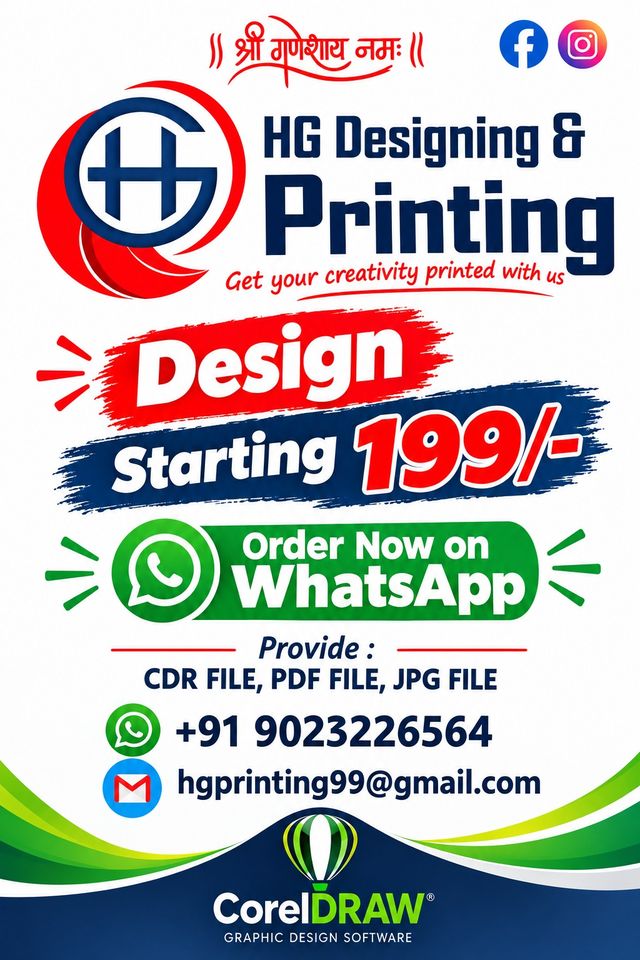 || श्री गणेशाय नमः ||
HG
HG Designing &
Printing
Get your creativity printed with us
Design
Starting 199/-
Order Now on
WhatsApp
Provide :
CDR FILE, PDF FILE, JPG FILE
+91 9023226564
hgprinting99@gmail.com
CorelDRAW®
GRAPHIC DESIGN SOFTWARE